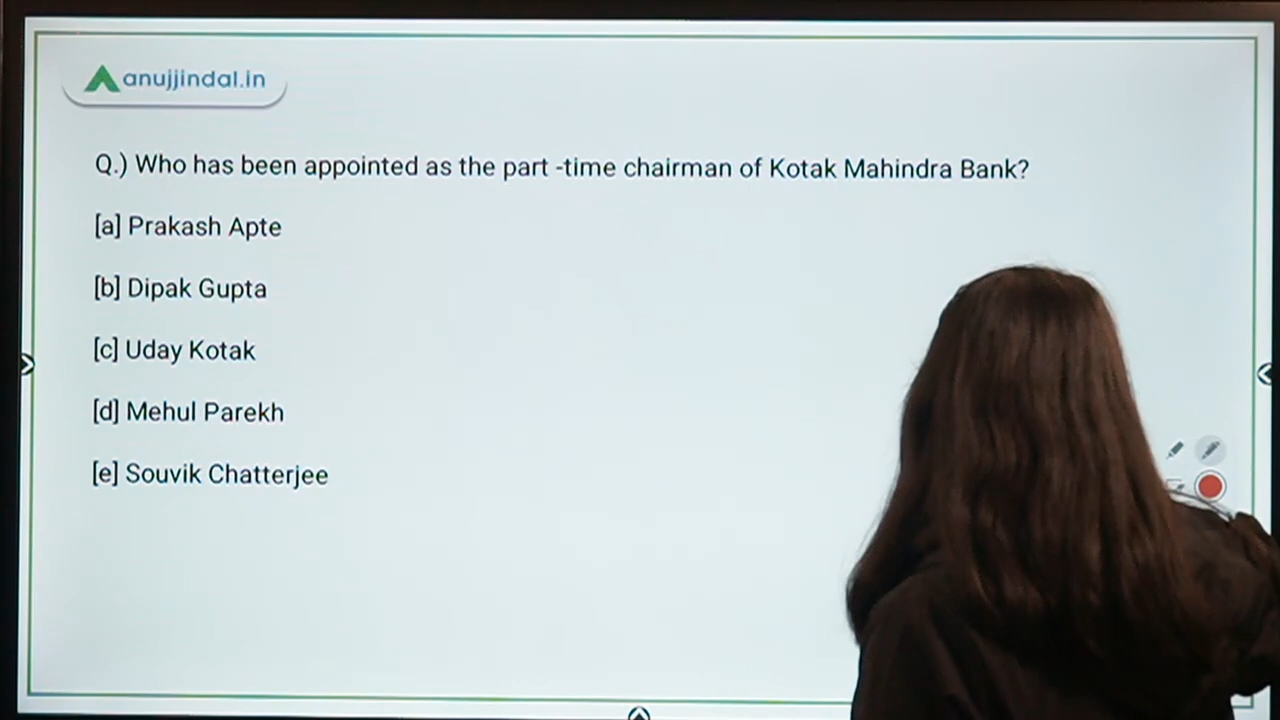 anujjindal.in
Q.) Who has been appointed as the part -time chairman of Kotak Mahindra Bank?
[a] Prakash Apte
[b] Dipak Gupta
[c] Uday Kotak
[d] Mehul Parekh
[e] Souvik Chatterjee